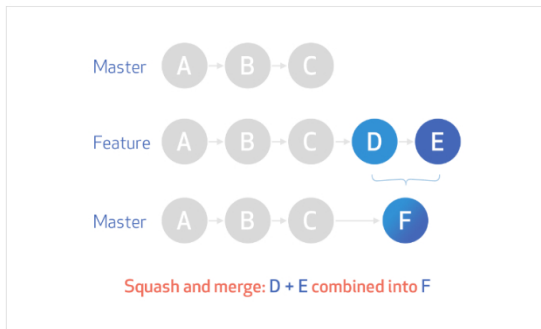 Master A B C
Feature A B C D E
Master A B C F
Squash and merge: D + E combined into F